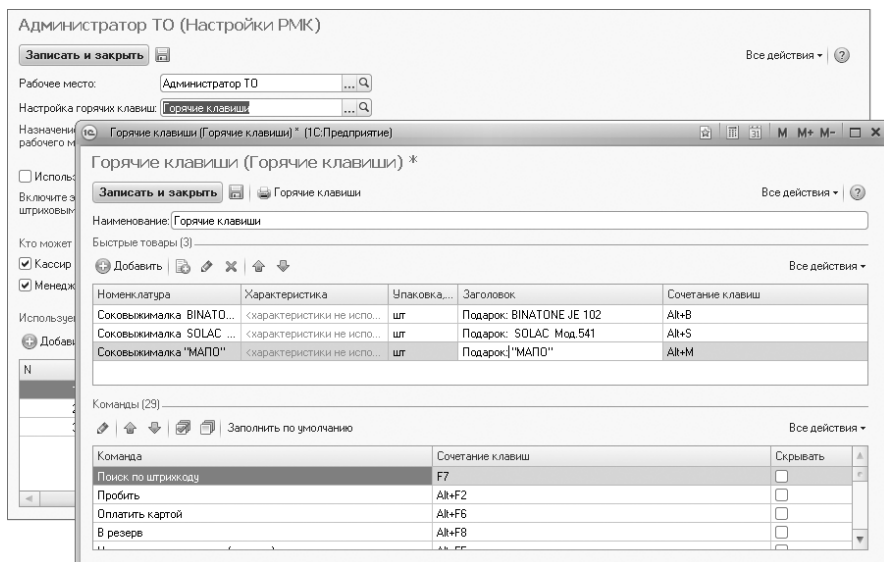 Администратор ТО (Настройки РМК)
Записать и закрыть Все действия
Рабочее место: Администратор ТО
Настройка горячих клавиш: Горячие клавиши
Назначени
рабочего м
Использ
Включите э
штриховым
Кто может
Кассир
Менедж
Используе
Добави
N
Горячие клавиши (Горячие клавиши) * (1С:Предприятие) M M+ M-
Горячие клавиши (Горячие клавиши) *
Записать и закрыть Горячие клавиши Все действия
Наименование: Горячие клавиши
Быстрые товары (3)
Добавить Все действия
Номенклатура Характеристика Упаковка,... Заголовок Сочетание клавиш
Соковыжималка BINATO... <характеристики не испо... шт Подарок: BINATONE JE 102 Alt+B
Соковыжималка SOLAC ... <характеристики не испо... шт Подарок: SOLAC Мод.541 Alt+S
Соковыжималка "МАПО" <характеристики не испо... шт Подарок: "МАПО" Alt+M
Команды (29)
Заполнить по умолчанию Все действия
Команда Сочетание клавиш Скрывать
Поиск по штрихкоду F7
Пробить Alt+F2
Оплатить картой Alt+F6
В резерв Alt+F8